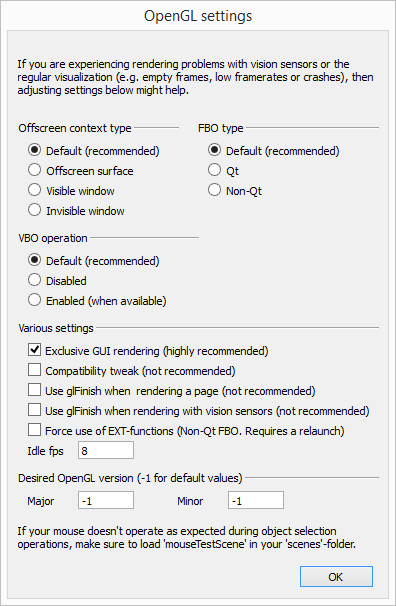 OpenGL settings
If you are experiencing rendering problems with vision sensors or the
regular visualization (e.g. empty frames, low framerates or crashes), then
adjusting settings below might help.
Offscreen context type
Default (recommended)
Offscreen surface
Visible window
Invisible window
FBO type
Default (recommended)
Qt
Non-Qt
VBO operation
Default (recommended)
Disabled
Enabled (when available)
Various settings
Exclusive GUI rendering (highly recommended)
Compatibility tweak (not recommended)
Use glFinish when  rendering a page (not recommended)
Use glFinish when rendering with vision sensors (not recommended)
Force use of EXT-functions (Non-Qt FBO. Requires a relaunch)
Idle fps 8
Desired OpenGL version (-1 for default values)
Major -1 Minor -1
If your mouse doesn't operate as expected during object selection
operations, make sure to load 'mouseTestScene' in your 'scenes'-folder.
OK